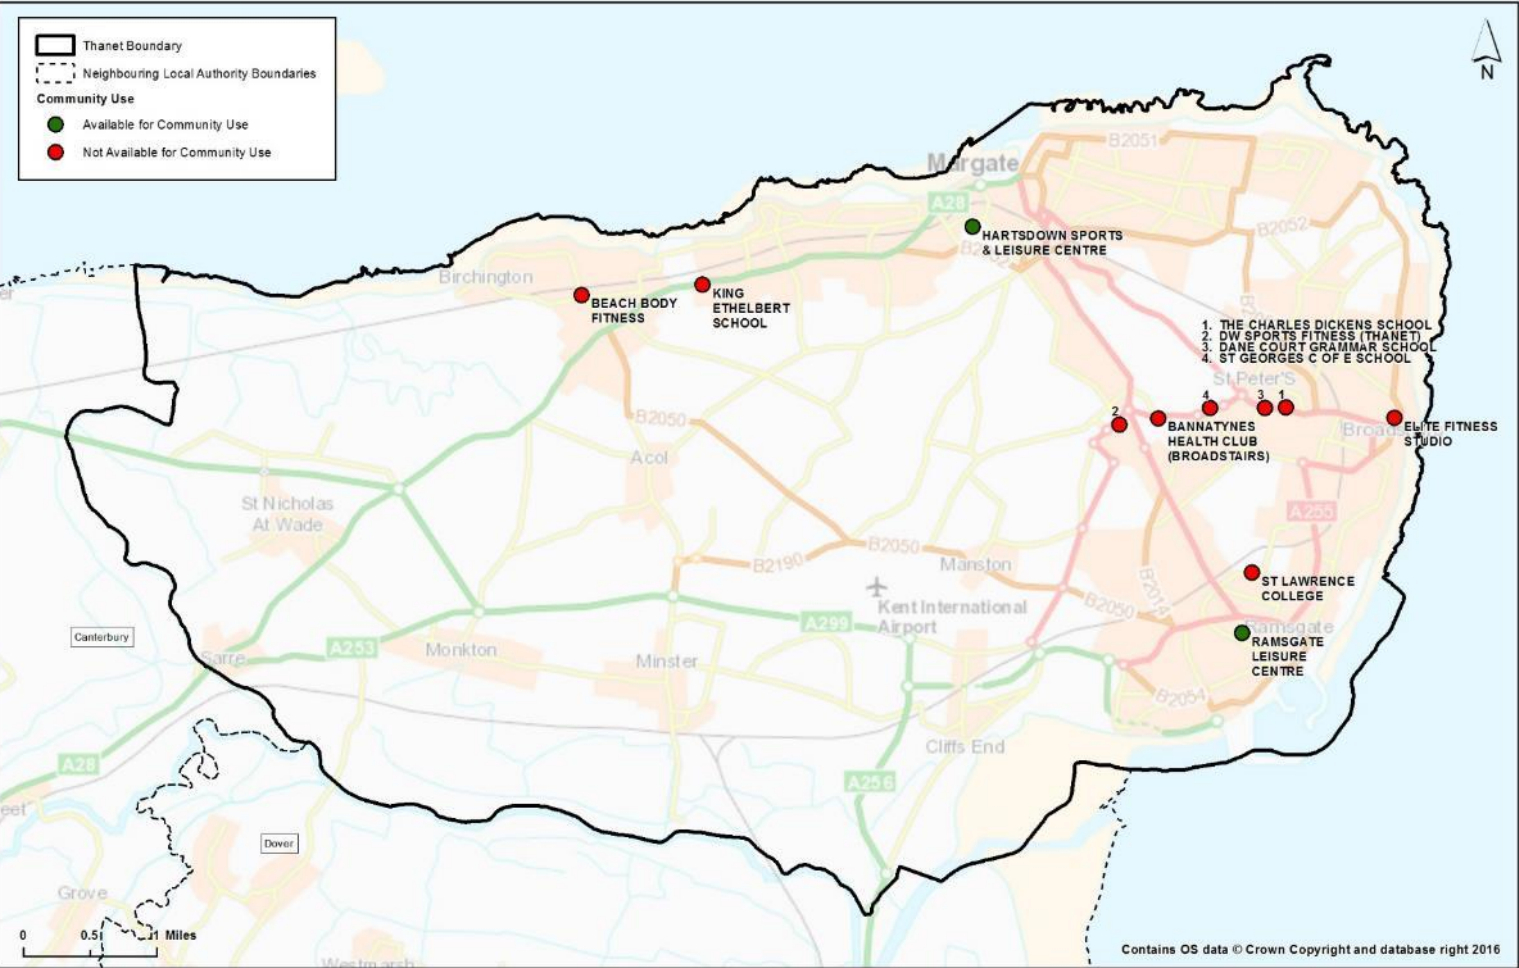 Thanet Boundary
Neighbouring Local Authority Boundaries
Community Use
Available for Community Use
Not Available for Community Use
N
B2051
Margate
A28
B2052
HARTSDOWN SPORTS
& LEISURE CENTRE
Birchington
BEACH BODY
FITNESS
KING
ETHELBERT
SCHOOL
1. THE CHARLES DICKENS SCHOOL
2. DW SPORTS FITNESS (THANET)
3. DANE COURT GRAMMAR SCHOOL
4. ST GEORGES C OF E SCHOOL
St Peter'S
4
3
1
2
B2050
BANNATYNES
HEALTH CLUB
(BROADSTAIRS)
ELITE FITNESS
STUDIO
Acol
St Nicholas
At Wade
A255
B2050
B2190
Manston
ST LAWRENCE
COLLEGE
B2014
B2050
Kent International
Airport
A299
Ramsgate
RAMSGATE
LEISURE
CENTRE
Canterbury
A253
Monkton
Sarre
Minster
B2054
Cliffs End
A28
A256
Dover
Grove
0 0.5 1 Miles
Westmarsh
Contains OS data © Crown Copyright and database right 2016